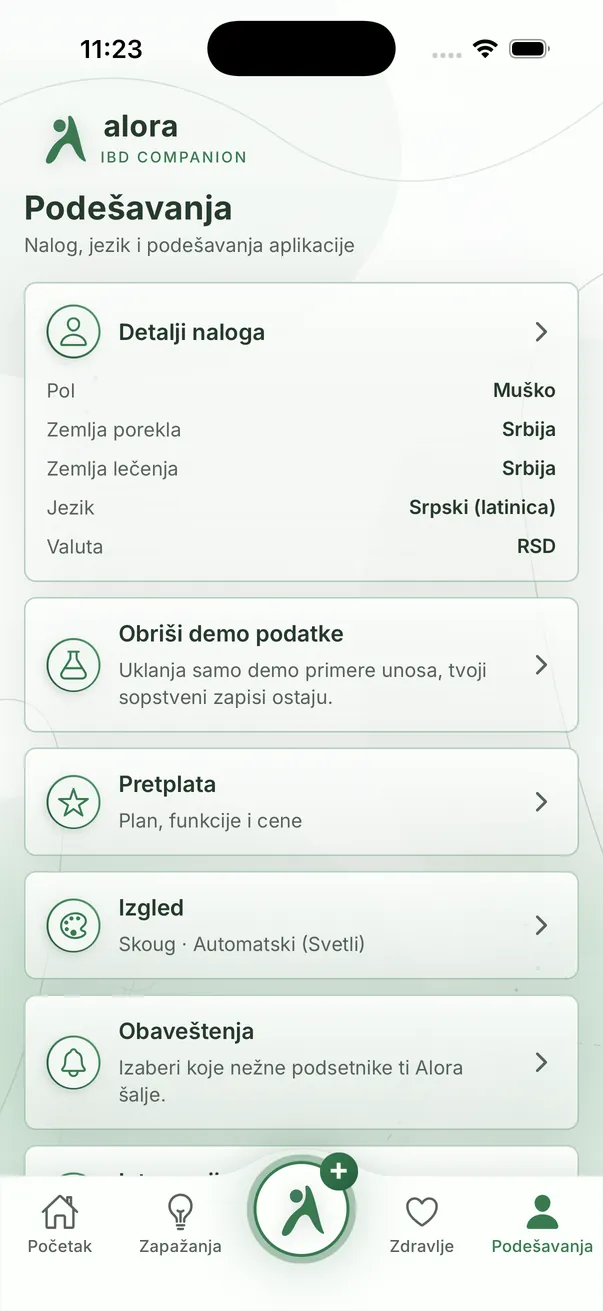 11:23
alora
IBD COMPANION
Podešavanja
Nalog, jezik i podešavanja aplikacije
Detalji naloga
Pol Muško
Zemlja porekla Srbija
Zemlja lečenja Srbija
Jezik Srpski (latinica)
Valuta RSD
Obriši demo podatke
Uklanja samo demo primere unosa, tvoji
sopstveni zapisi ostaju.
Pretplata
Plan, funkcije i cene
Izgled
Skoug · Automatski (Svetli)
Obaveštenja
Izaberi koje nežne podsetnike ti Alora
šalje.
Početak Zapažanja Zdravlje Podešavanja